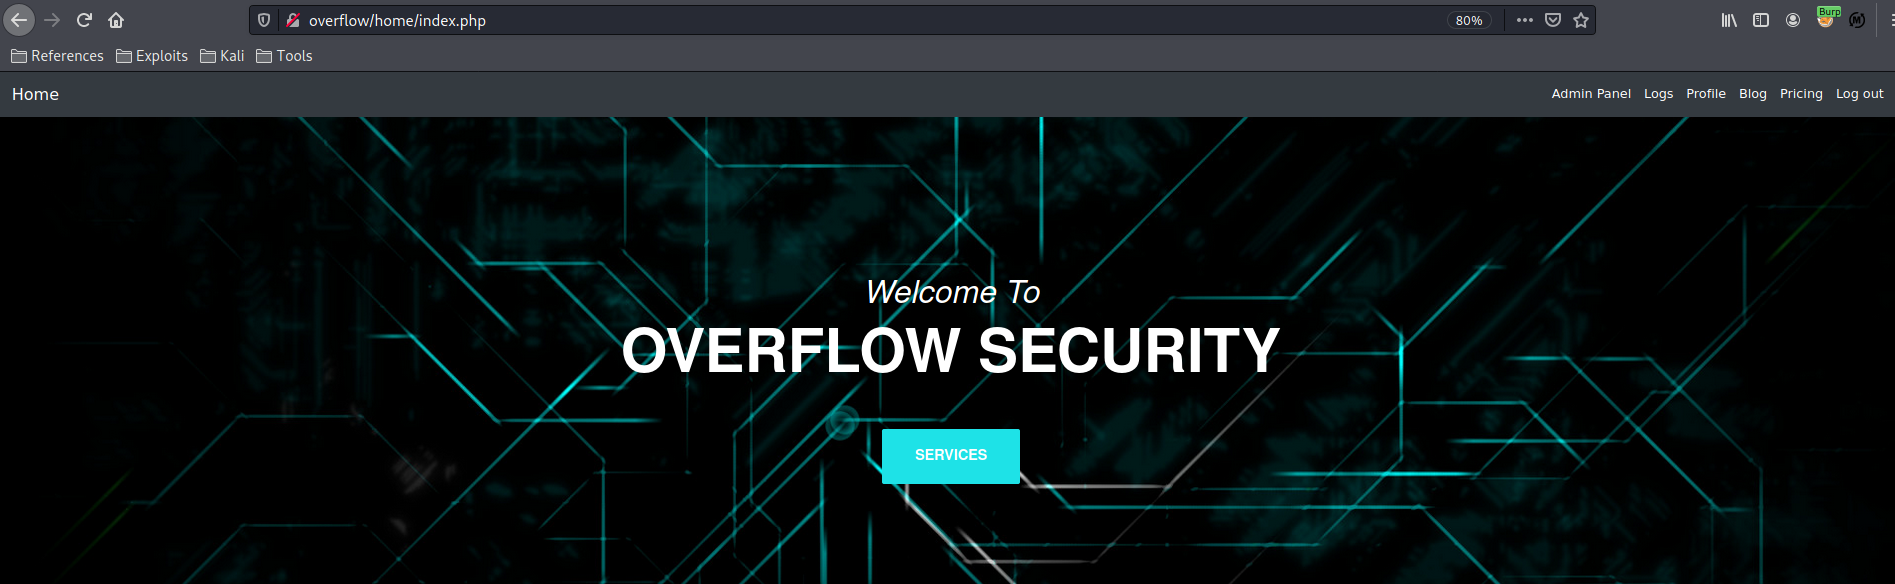 overflow/home/index.php
80%
Burp
References Exploits Kali Tools
Home
Admin Panel Logs Profile Blog Pricing Log out
Welcome To
OVERFLOW SECURITY
SERVICES